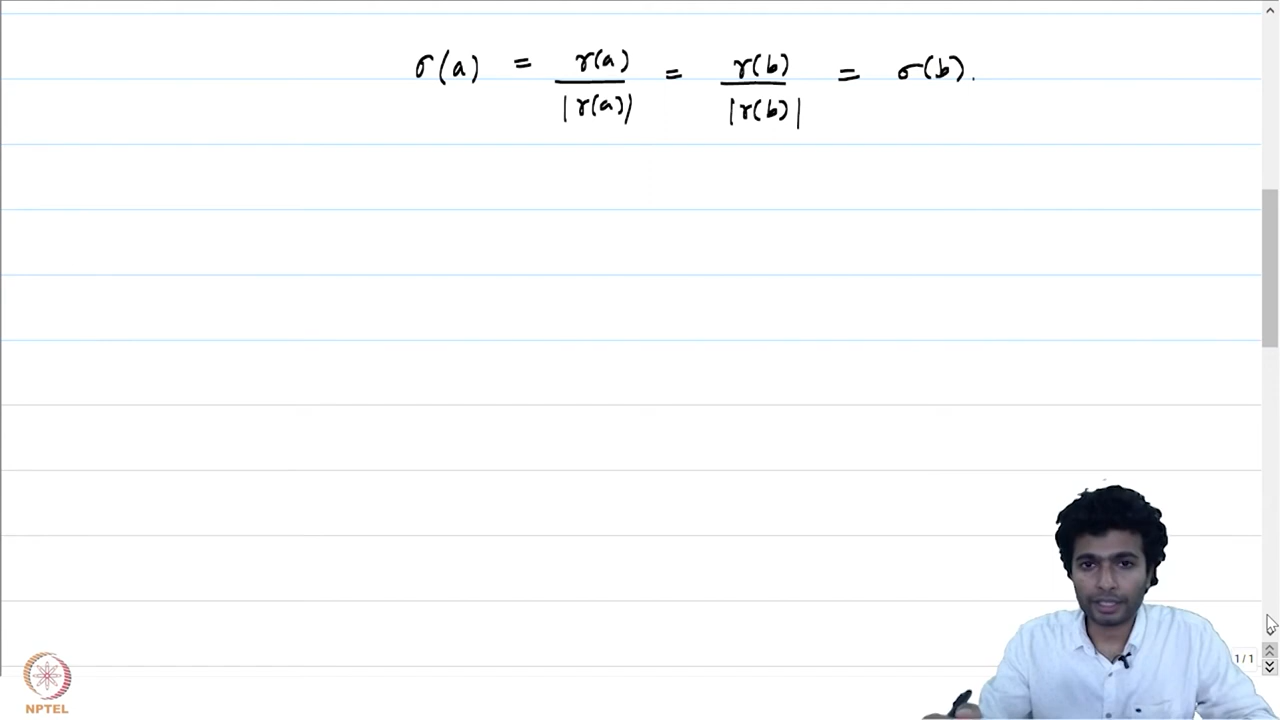 σ(a) = γ(a) / |γ(a)| = γ(b) / |γ(b)| = σ(b).
1 / 1
NPTEL